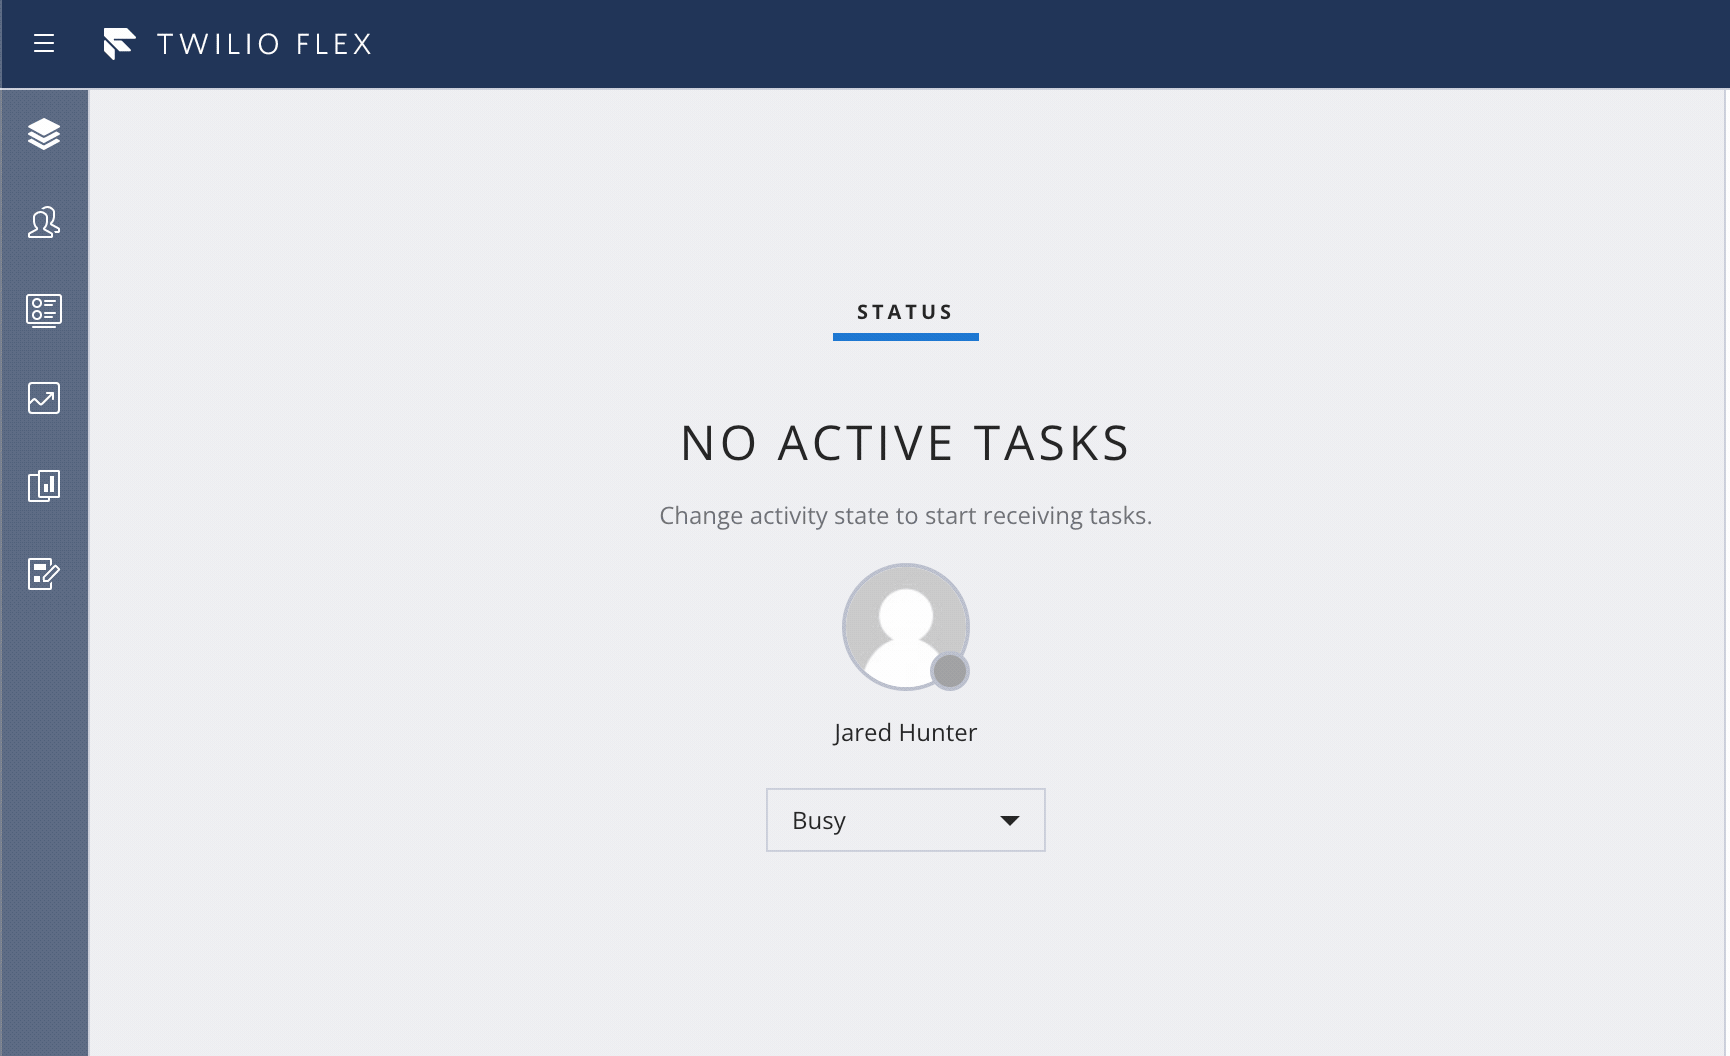 TWILIO FLEX
STATUS
NO ACTIVE TASKS
Change activity state to start receiving tasks.
Jared Hunter
Busy